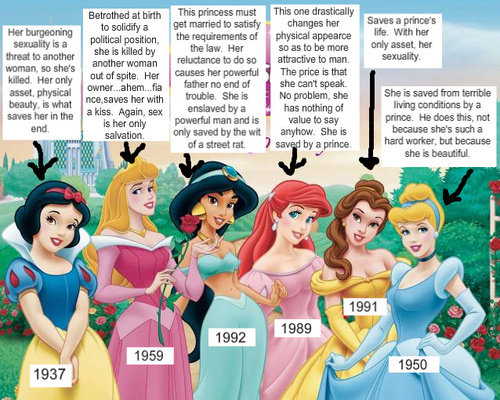 Her burgeoning
sexuality is a
threat to another
woman, so she's
killed. Her only
asset, physical
beauty, is what
saves her in the
end.
Betrothed at birth
to solidify a
political position,
she is killed by
another woman
out of spite. Her
owner...ahem...fia
nce,saves her with
a kiss. Again, sex
is her only
salvation.
This princess must
get married to satisfy
the requirements of
the law. Her
reluctance to do so
causes her powerful
father no end of
trouble. She is
enslaved by a
powerful man and is
only saved by the wit
of a street rat.
This one drastically
changes her
physical appearce
so as to be more
attractive to man.
The price is that
she can't speak.
No problem, she
has nothing of
value to say
anyhow. She is
saved by a prince.
Saves a prince's
life. With her
only asset, her
sexuality.
She is saved from terrible
living conditions by a
prince. He does this, not
because she's such a
hard worker, but because
she is beautiful.
1937
1959
1992
1989
1991
1950